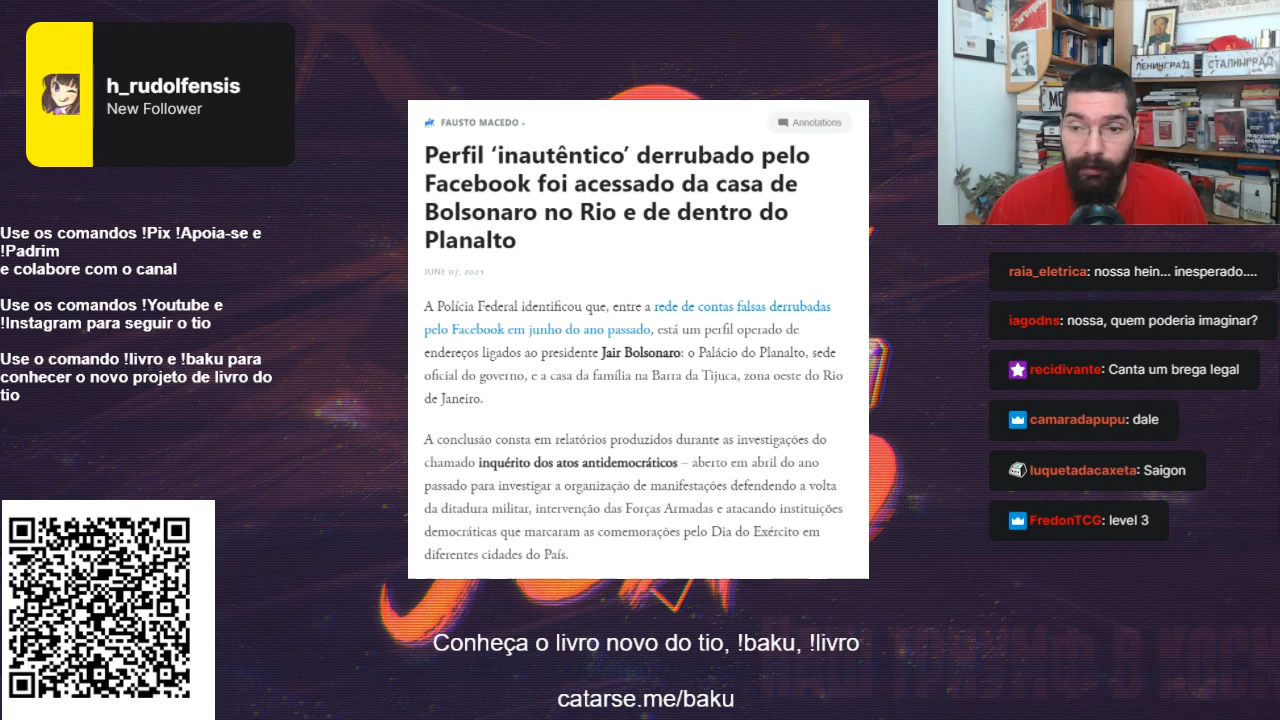 h_rudolfensis
New Follower
Use os comandos !Pix !Apoia-se e
!Padrim
e colabore com o canal
Use os comandos !Youtube e
!Instagram para seguir o tio
Use o comando !livro e !baku para
conhecer o novo projeto de livro do
tio
FAUSTO MACEDO
Annotations
Perfil ‘inautêntico’ derrubado pelo
Facebook foi acessado da casa de
Bolsonaro no Rio e de dentro do
Planalto
JUNE 07, 2021
A Polícia Federal identificou que, entre a rede de contas falsas derrubadas
pelo Facebook em junho do ano passado, está um perfil operado de
endereços ligados ao presidente Jair Bolsonaro: o Palácio do Planalto, sede
oficial do governo, e a casa da família na Barra da Tijuca, zona oeste do Rio
de Janeiro.
A conclusão consta em relatórios produzidos durante as investigações do
chamado inquérito dos atos antidemocráticos – aberto em abril do ano
passado para investigar a organização de manifestações defendendo a volta
da ditadura militar, intervenção das Forças Armadas e atacando instituições
democráticas que marcaram as comemorações pelo Dia do Exército em
diferentes cidades do País.
Conheça o livro novo do tio, !baku, !livro
catarse.me/baku
ЛЕНИНГРАД
СТАЛИНГРАД
raia_eletrica: nossa hein... inesperado....
iagodns: nossa, quem poderia imaginar?
recidivante: Canta um brega legal
camaradapupu: dale
luquetadacaxeta: Saigon
FredonTCG: level 3